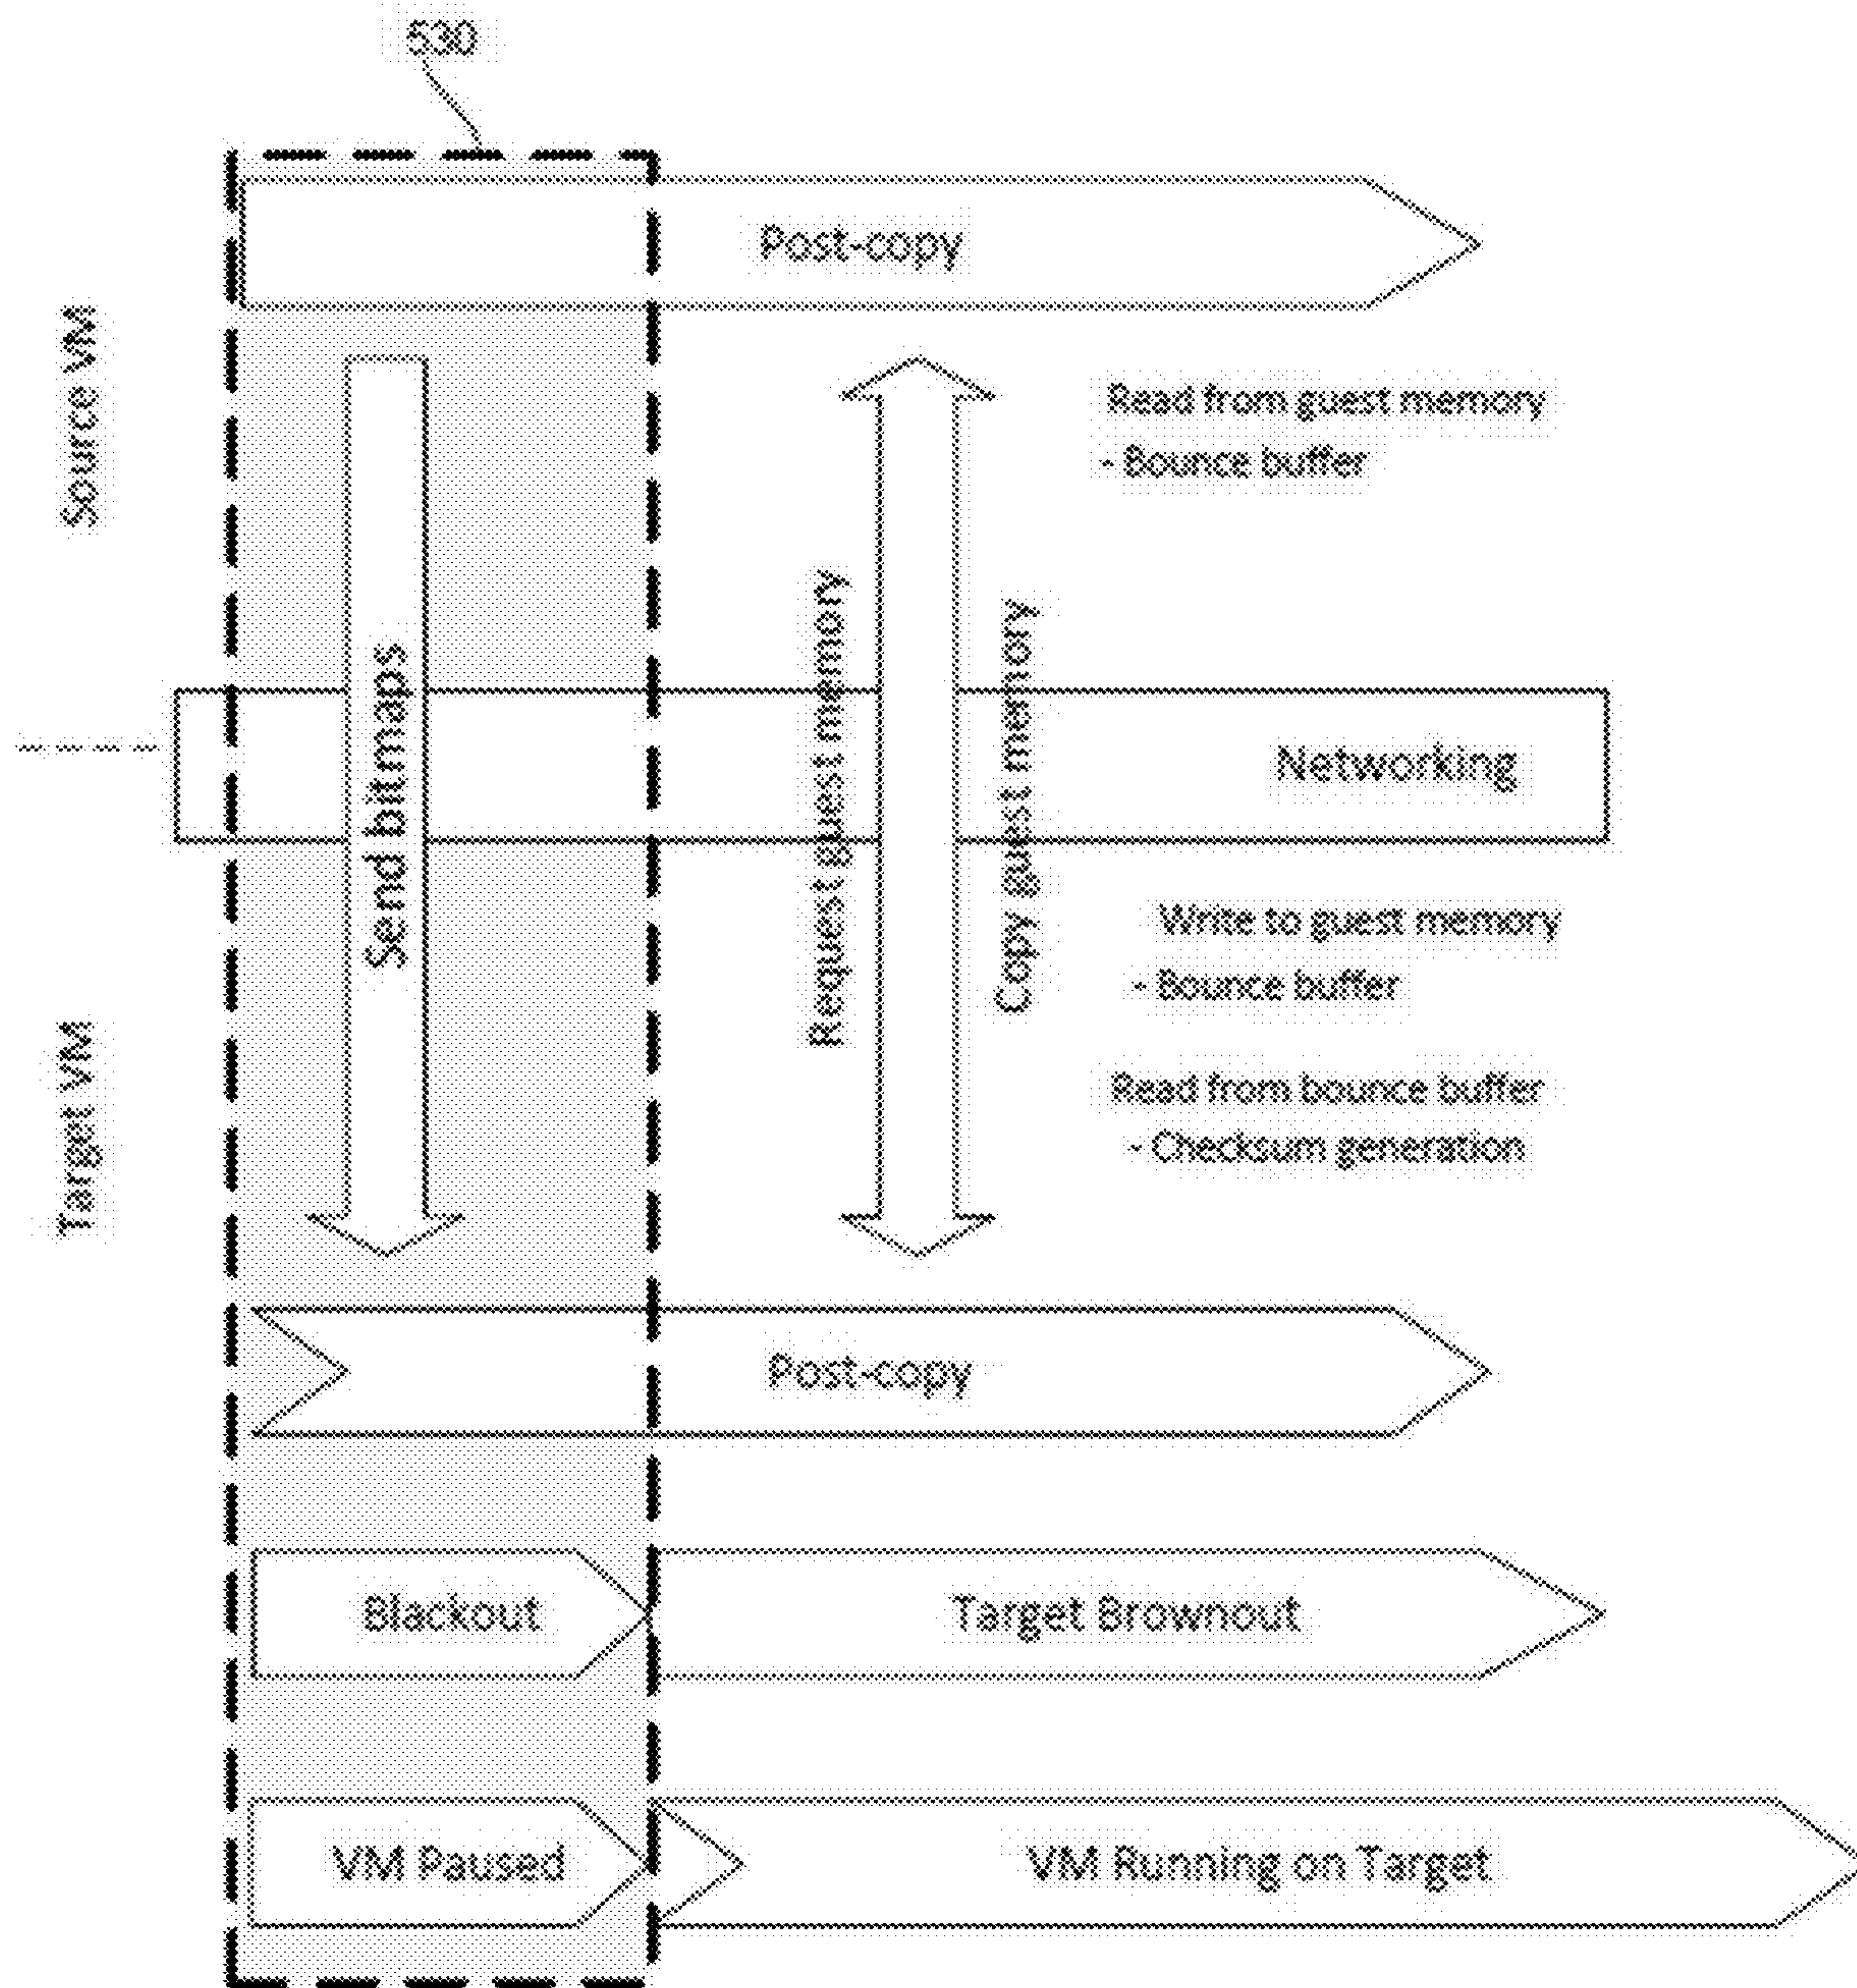 530
Post-copy
Source VM
Read from guest memory
- Bounce buffer
Send bitmaps
Request guest memory
Copy guest memory
Networking
Write to guest memory
- Bounce buffer
Target VM
Read from bounce buffer
- Checksum generation
Post-copy
Blackout
Target Brownout
VM Paused
VM Running on Target